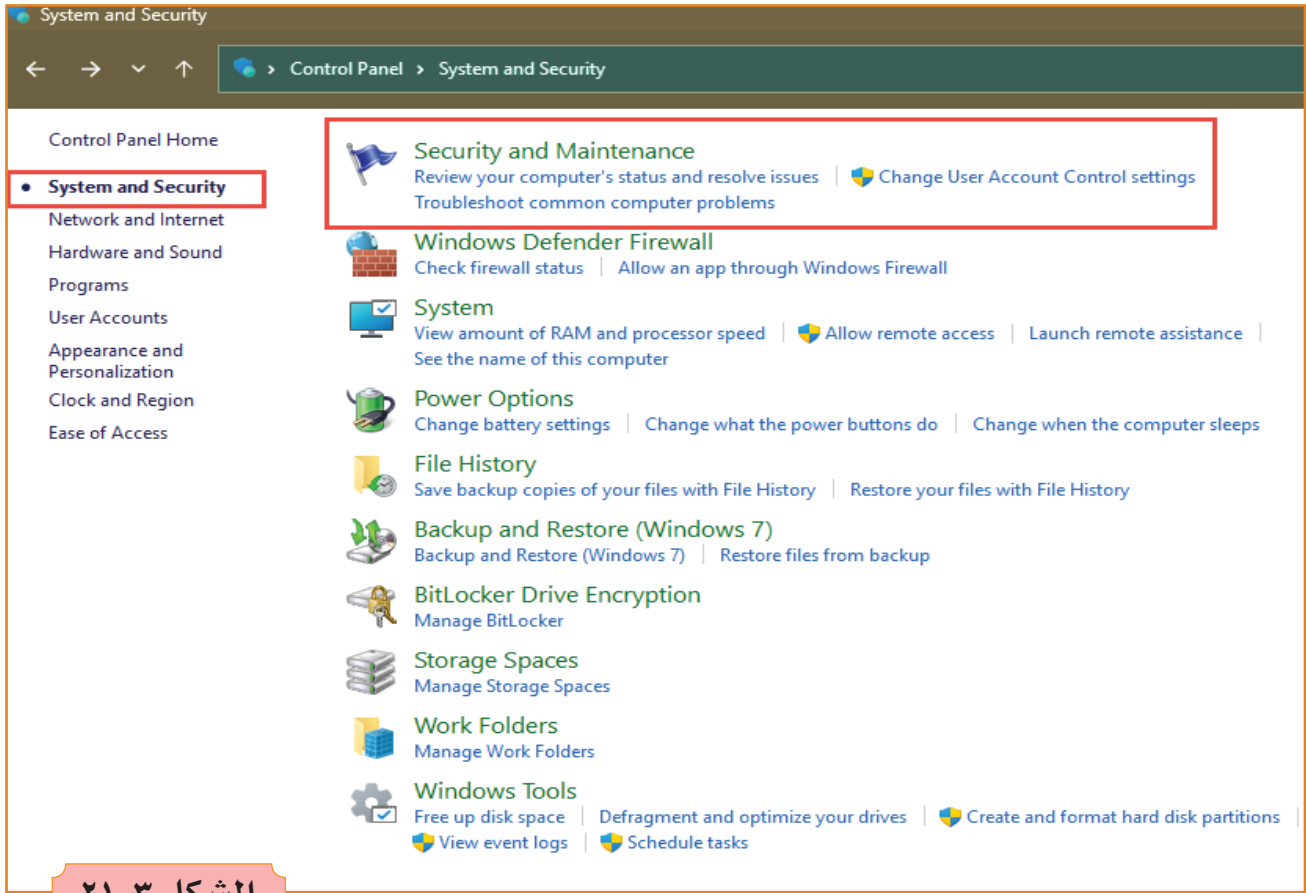 System and Security
Control Panel > System and Security
Control Panel Home
System and Security
Network and Internet
Hardware and Sound
Programs
User Accounts
Appearance and
Personalization
Clock and Region
Ease of Access
Security and Maintenance
Review your computer's status and resolve issues | Change User Account Control settings
Troubleshoot common computer problems
Windows Defender Firewall
Check firewall status | Allow an app through Windows Firewall
System
View amount of RAM and processor speed | Allow remote access | Launch remote assistance |
See the name of this computer
Power Options
Change battery settings | Change what the power buttons do | Change when the computer sleeps
File History
Save backup copies of your files with File History | Restore your files with File History
Backup and Restore (Windows 7)
Backup and Restore (Windows 7) | Restore files from backup
BitLocker Drive Encryption
Manage BitLocker
Storage Spaces
Manage Storage Spaces
Work Folders
Manage Work Folders
Windows Tools
Free up disk space | Defragment and optimize your drives | Create and format hard disk partitions |
View event logs | Schedule tasks
الشكل ٣-٢١